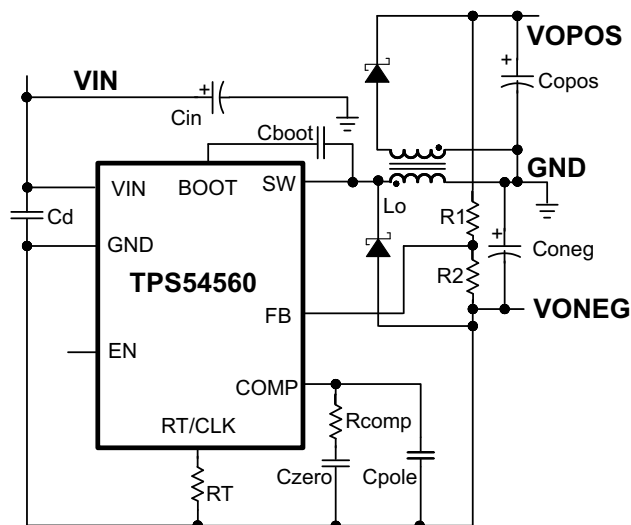 VOPOS
VIN
+
Copos
+
Cin
Cboot
GND
VIN
BOOT
SW
Lo
R1
+
Cd
GND
Coneg
R2
TPS54560
VONEG
FB
EN
COMP
Rcomp
RT/CLK
Czero
Cpole
RT